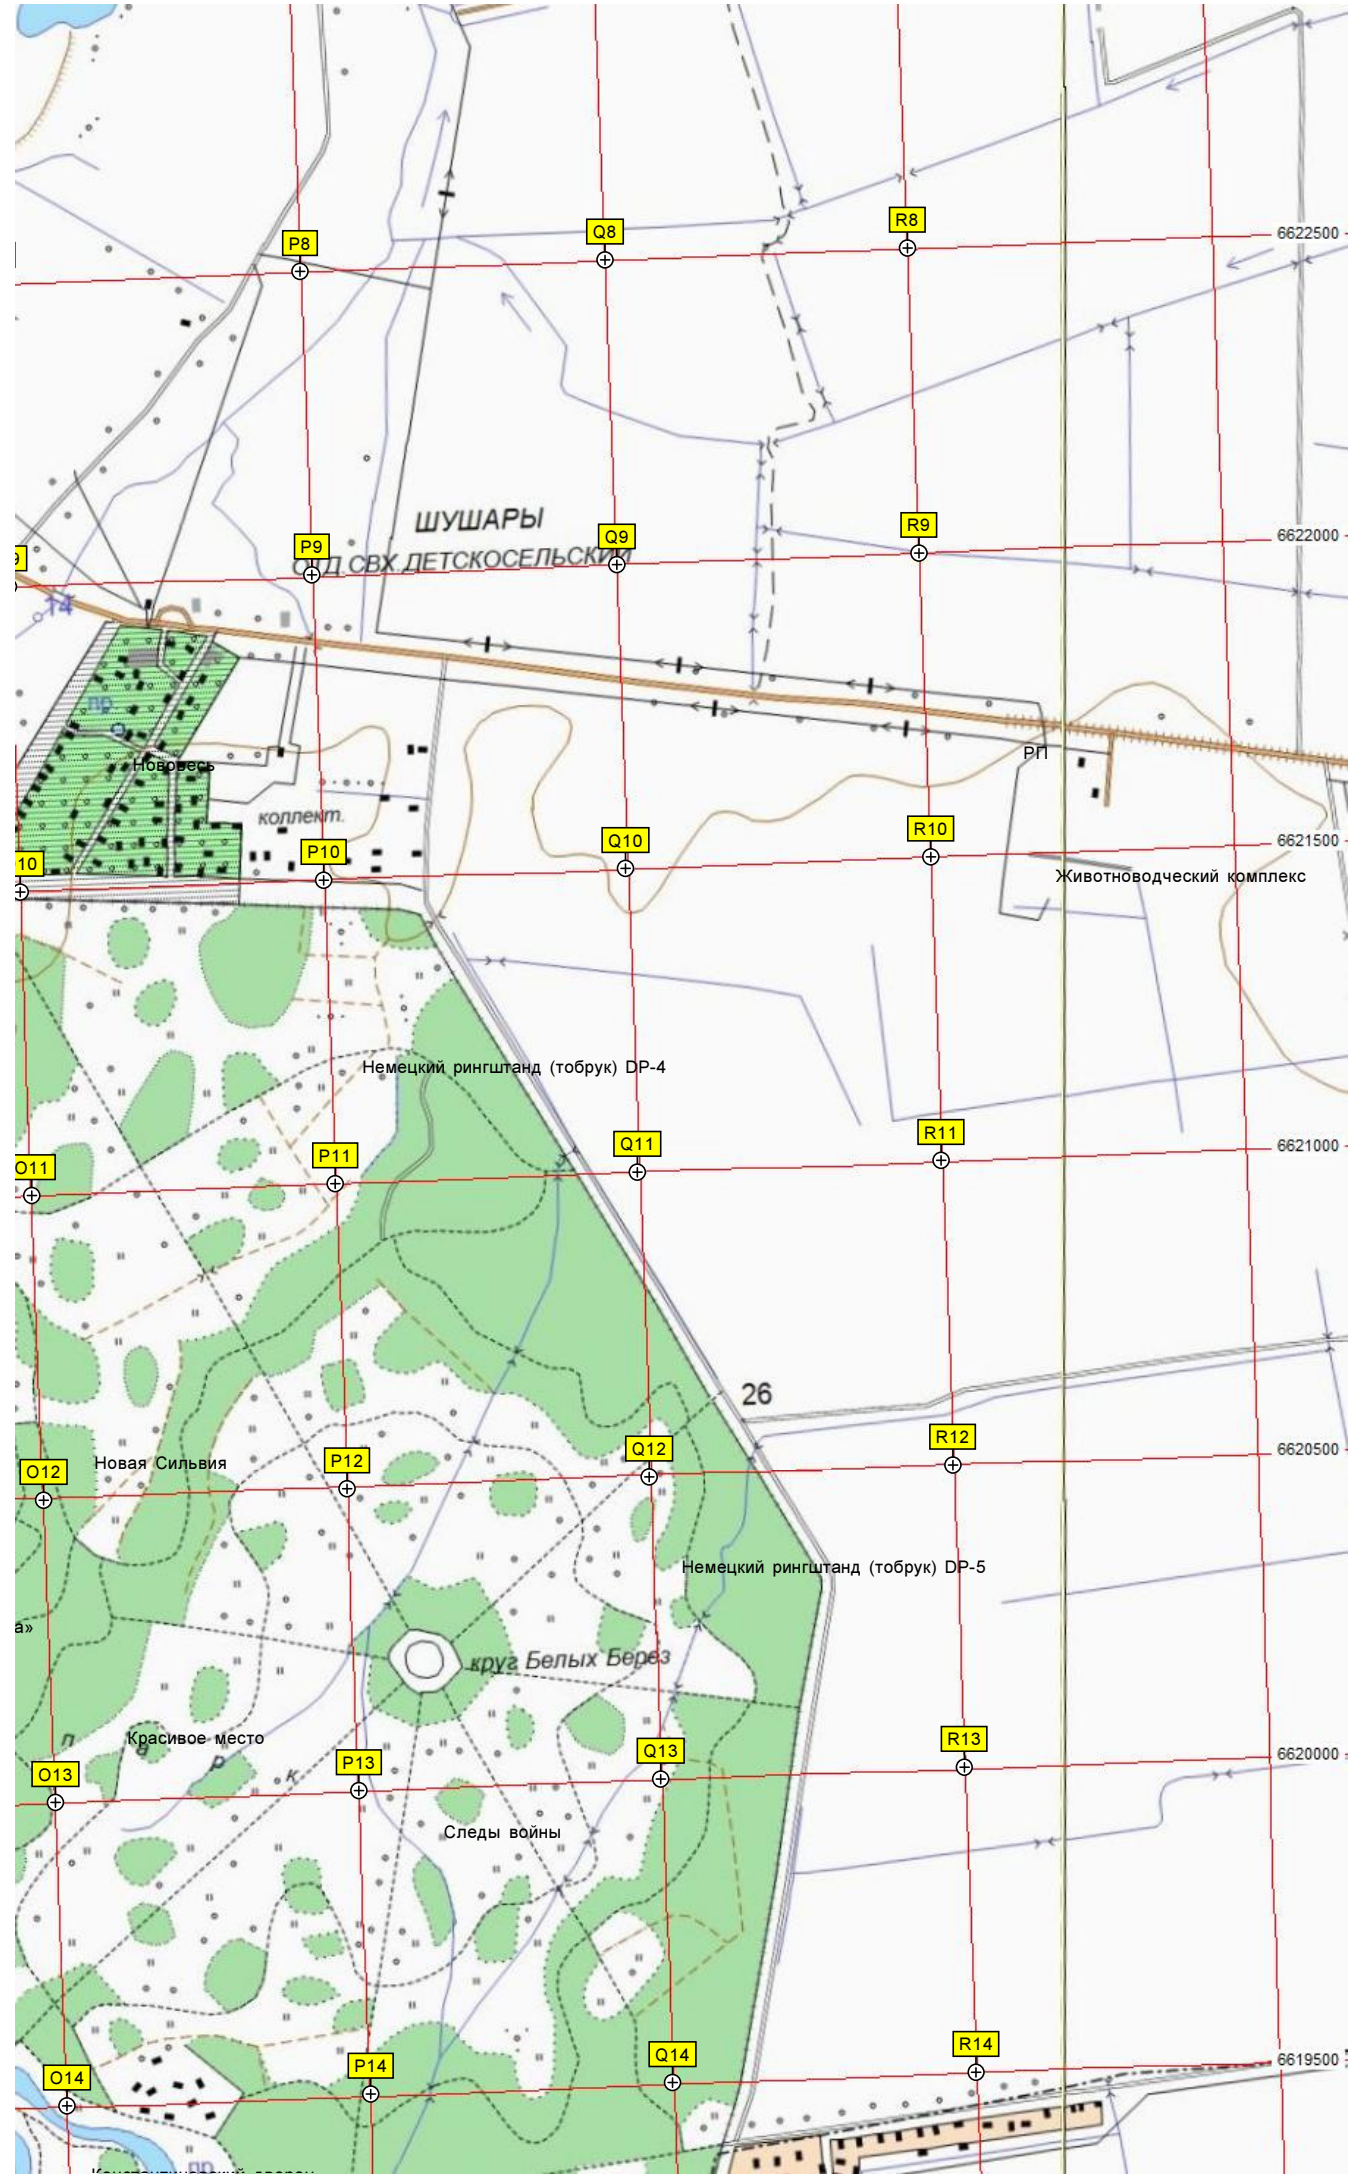 P8
Q8
R8
6622500
ШУШАРЫ
ОТД.СВХ.ДЕТСКОСЕЛЬСКИЙ
9
P9
Q9
R9
6622000
14
пр
Нововесь
РП
коллект.
10
P10
Q10
R10
6621500
Животноводческий комплекс
Немецкий рингштанд (тобрук) DP-4
O11
P11
Q11
R11
6621000
26
Новая Сильвия
O12
P12
Q12
R12
6620500
Немецкий рингштанд (тобрук) DP-5
а»
круг Белых Берез
Красивое место
п а р к
O13
P13
Q13
R13
6620000
Следы войны
O14
P14
Q14
R14
6619500
пр